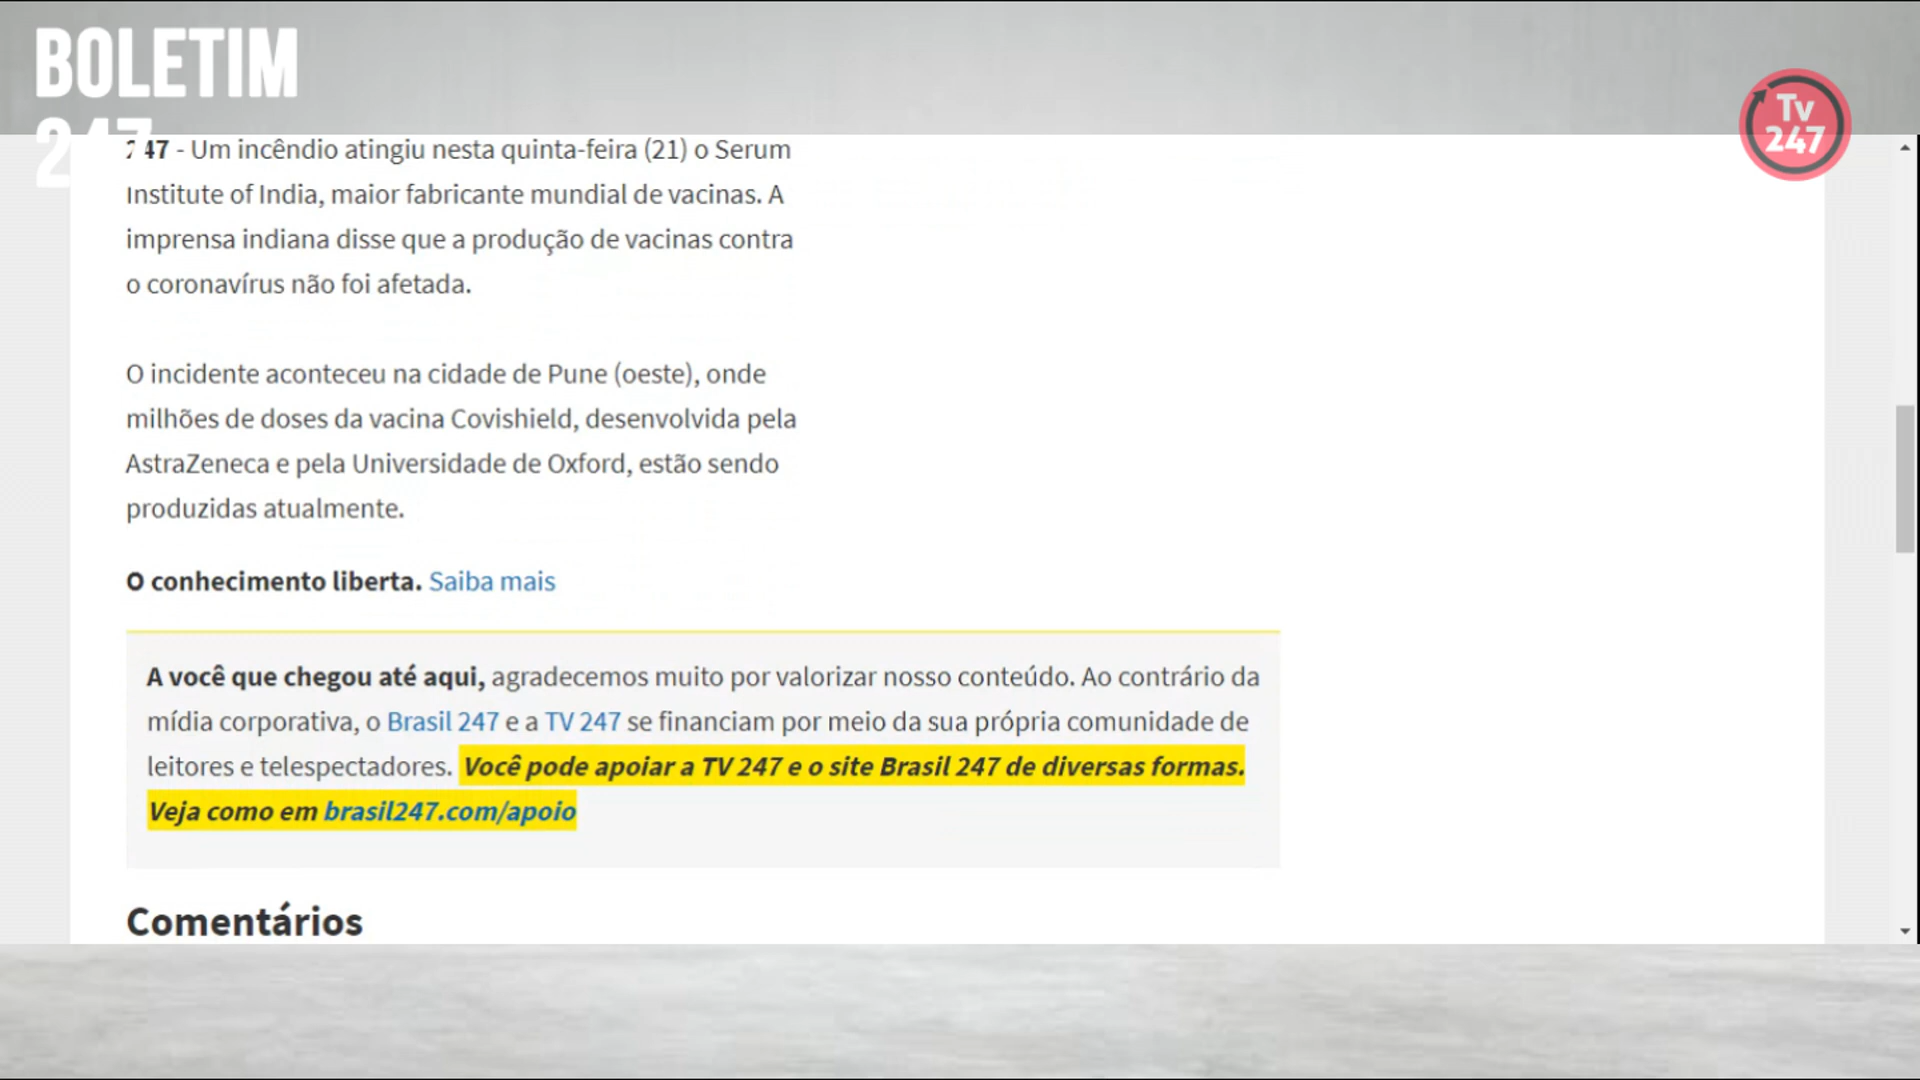 BOLETIM
247
Tv
247
247 - Um incêndio atingiu nesta quinta-feira (21) o Serum
Institute of India, maior fabricante mundial de vacinas. A
imprensa indiana disse que a produção de vacinas contra
o coronavírus não foi afetada.
O incidente aconteceu na cidade de Pune (oeste), onde
milhões de doses da vacina Covishield, desenvolvida pela
AstraZeneca e pela Universidade de Oxford, estão sendo
produzidas atualmente.
O conhecimento liberta. Saiba mais
A você que chegou até aqui, agradecemos muito por valorizar nosso conteúdo. Ao contrário da
mídia corporativa, o Brasil 247 e a TV 247 se financiam por meio da sua própria comunidade de
leitores e telespectadores. Você pode apoiar a TV 247 e o site Brasil 247 de diversas formas.
Veja como em brasil247.com/apoio
Comentários